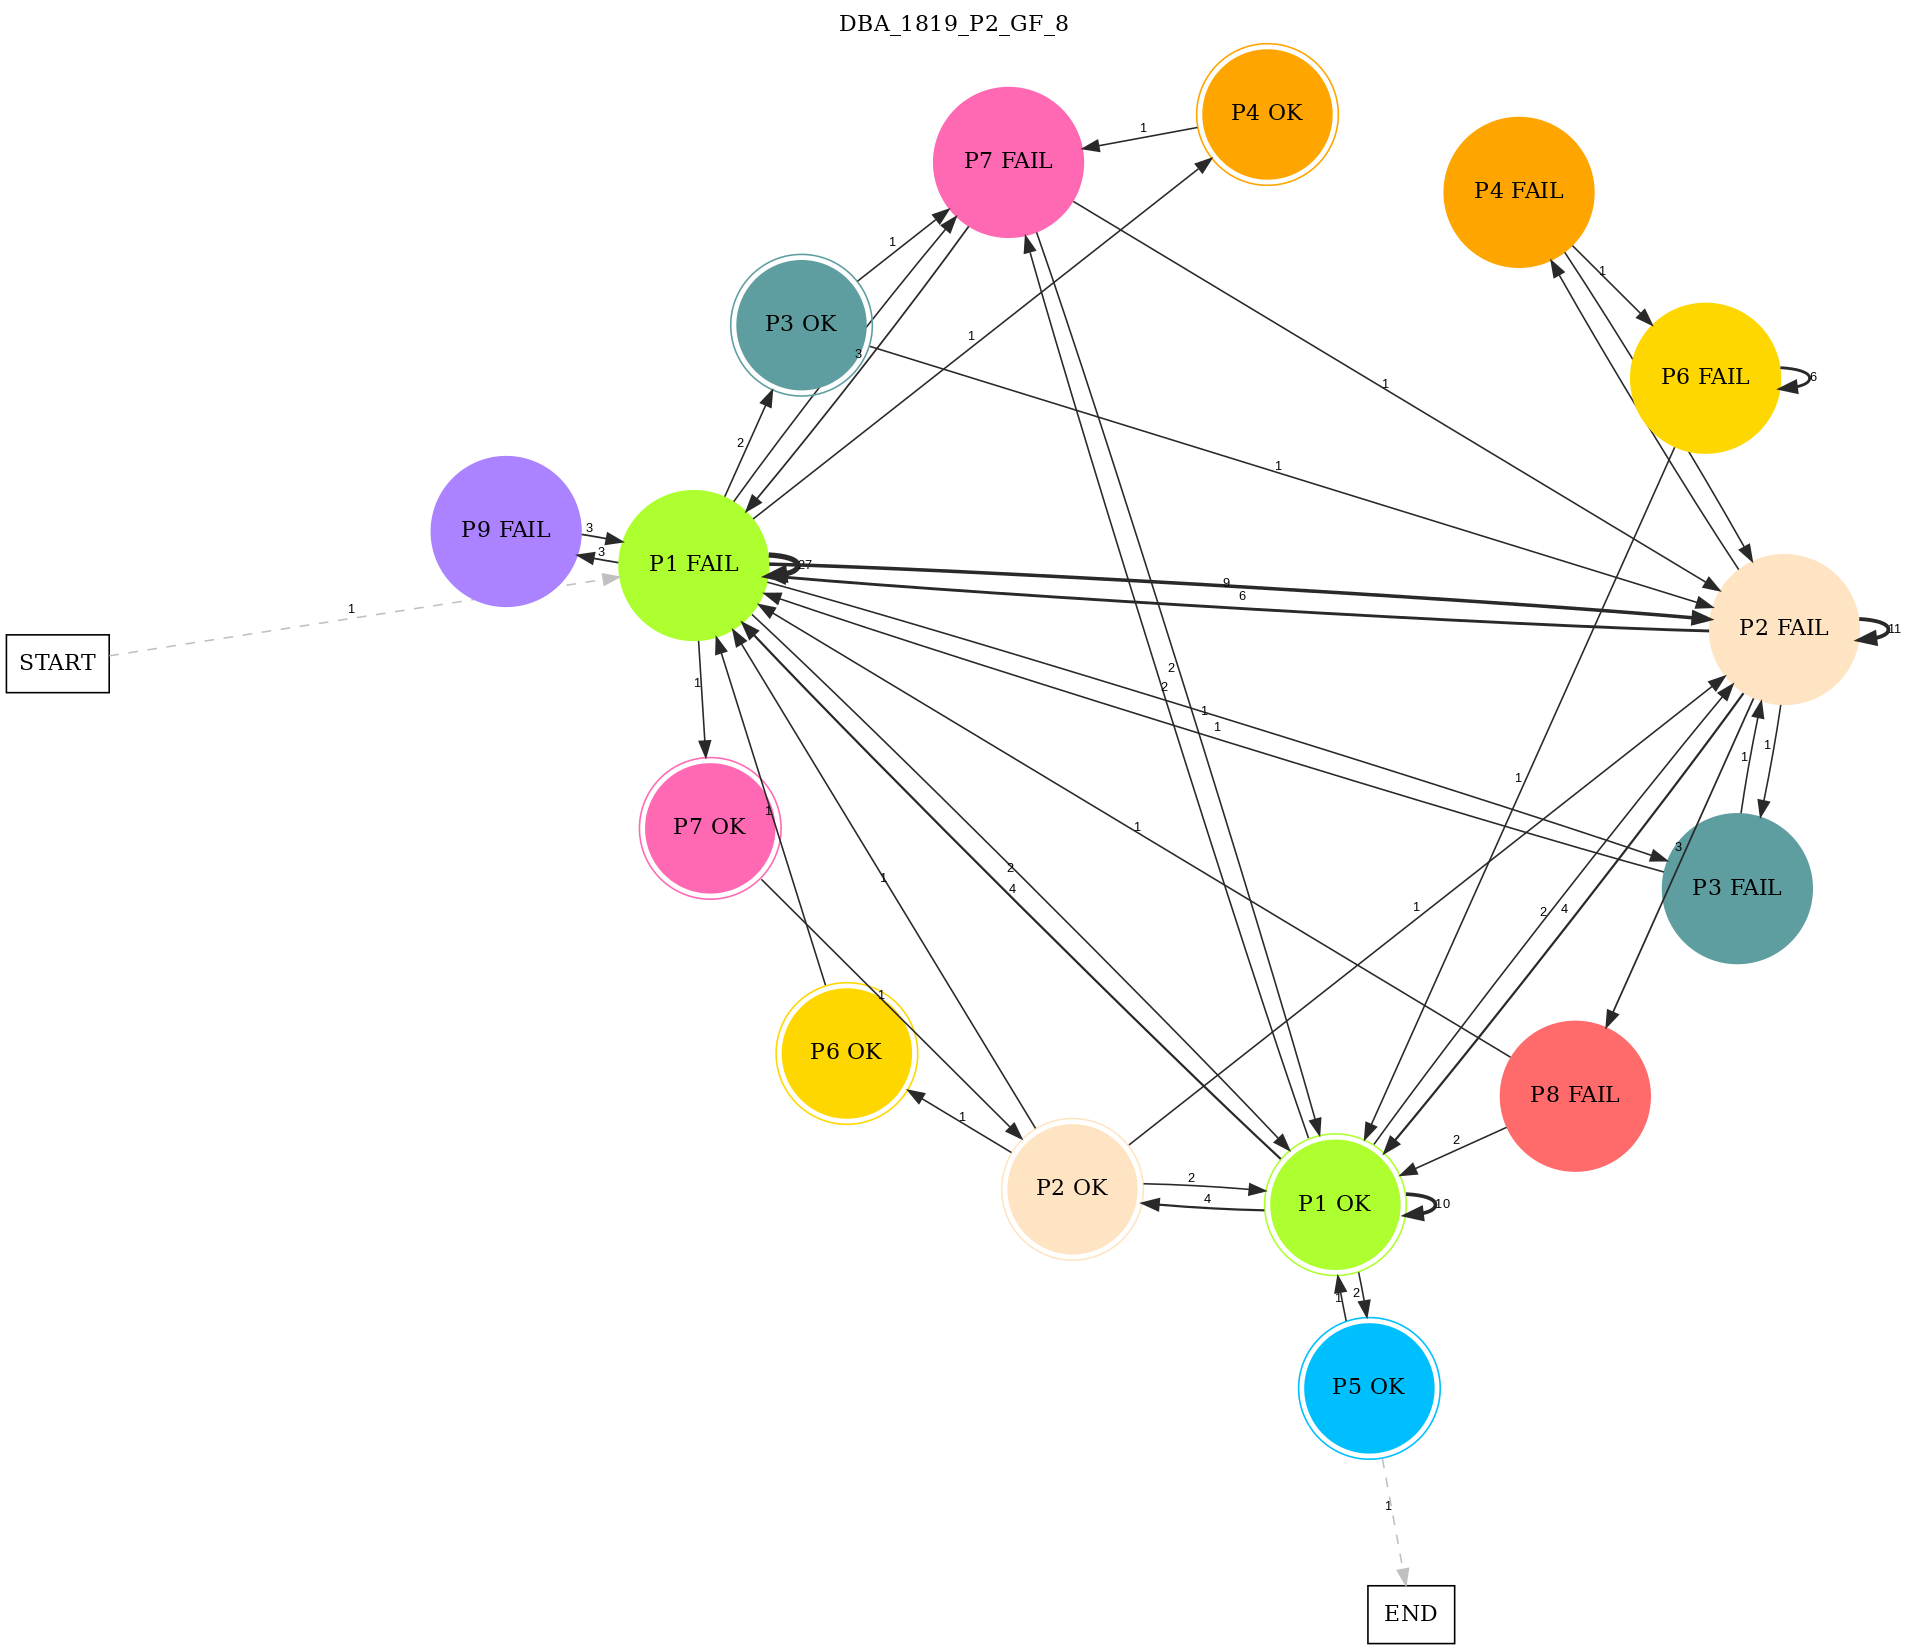 DBA_1819_P2_GF_8
P4 OK
1
P7 FAIL
P4 FAIL
1
1
P3 OK
1
3
P6 FAIL
6
1
2
1
P9 FAIL
3
3
P1 FAIL
27
9
6
1
START
P2 FAIL
11
2
2
1
1
1
1
1
P7 OK
1
1
1
2
4
1
3
P3 FAIL
1
2
4
1
P6 OK
P8 FAIL
1
2
P2 OK
2
4
P1 OK
10
1
2
P5 OK
1
END